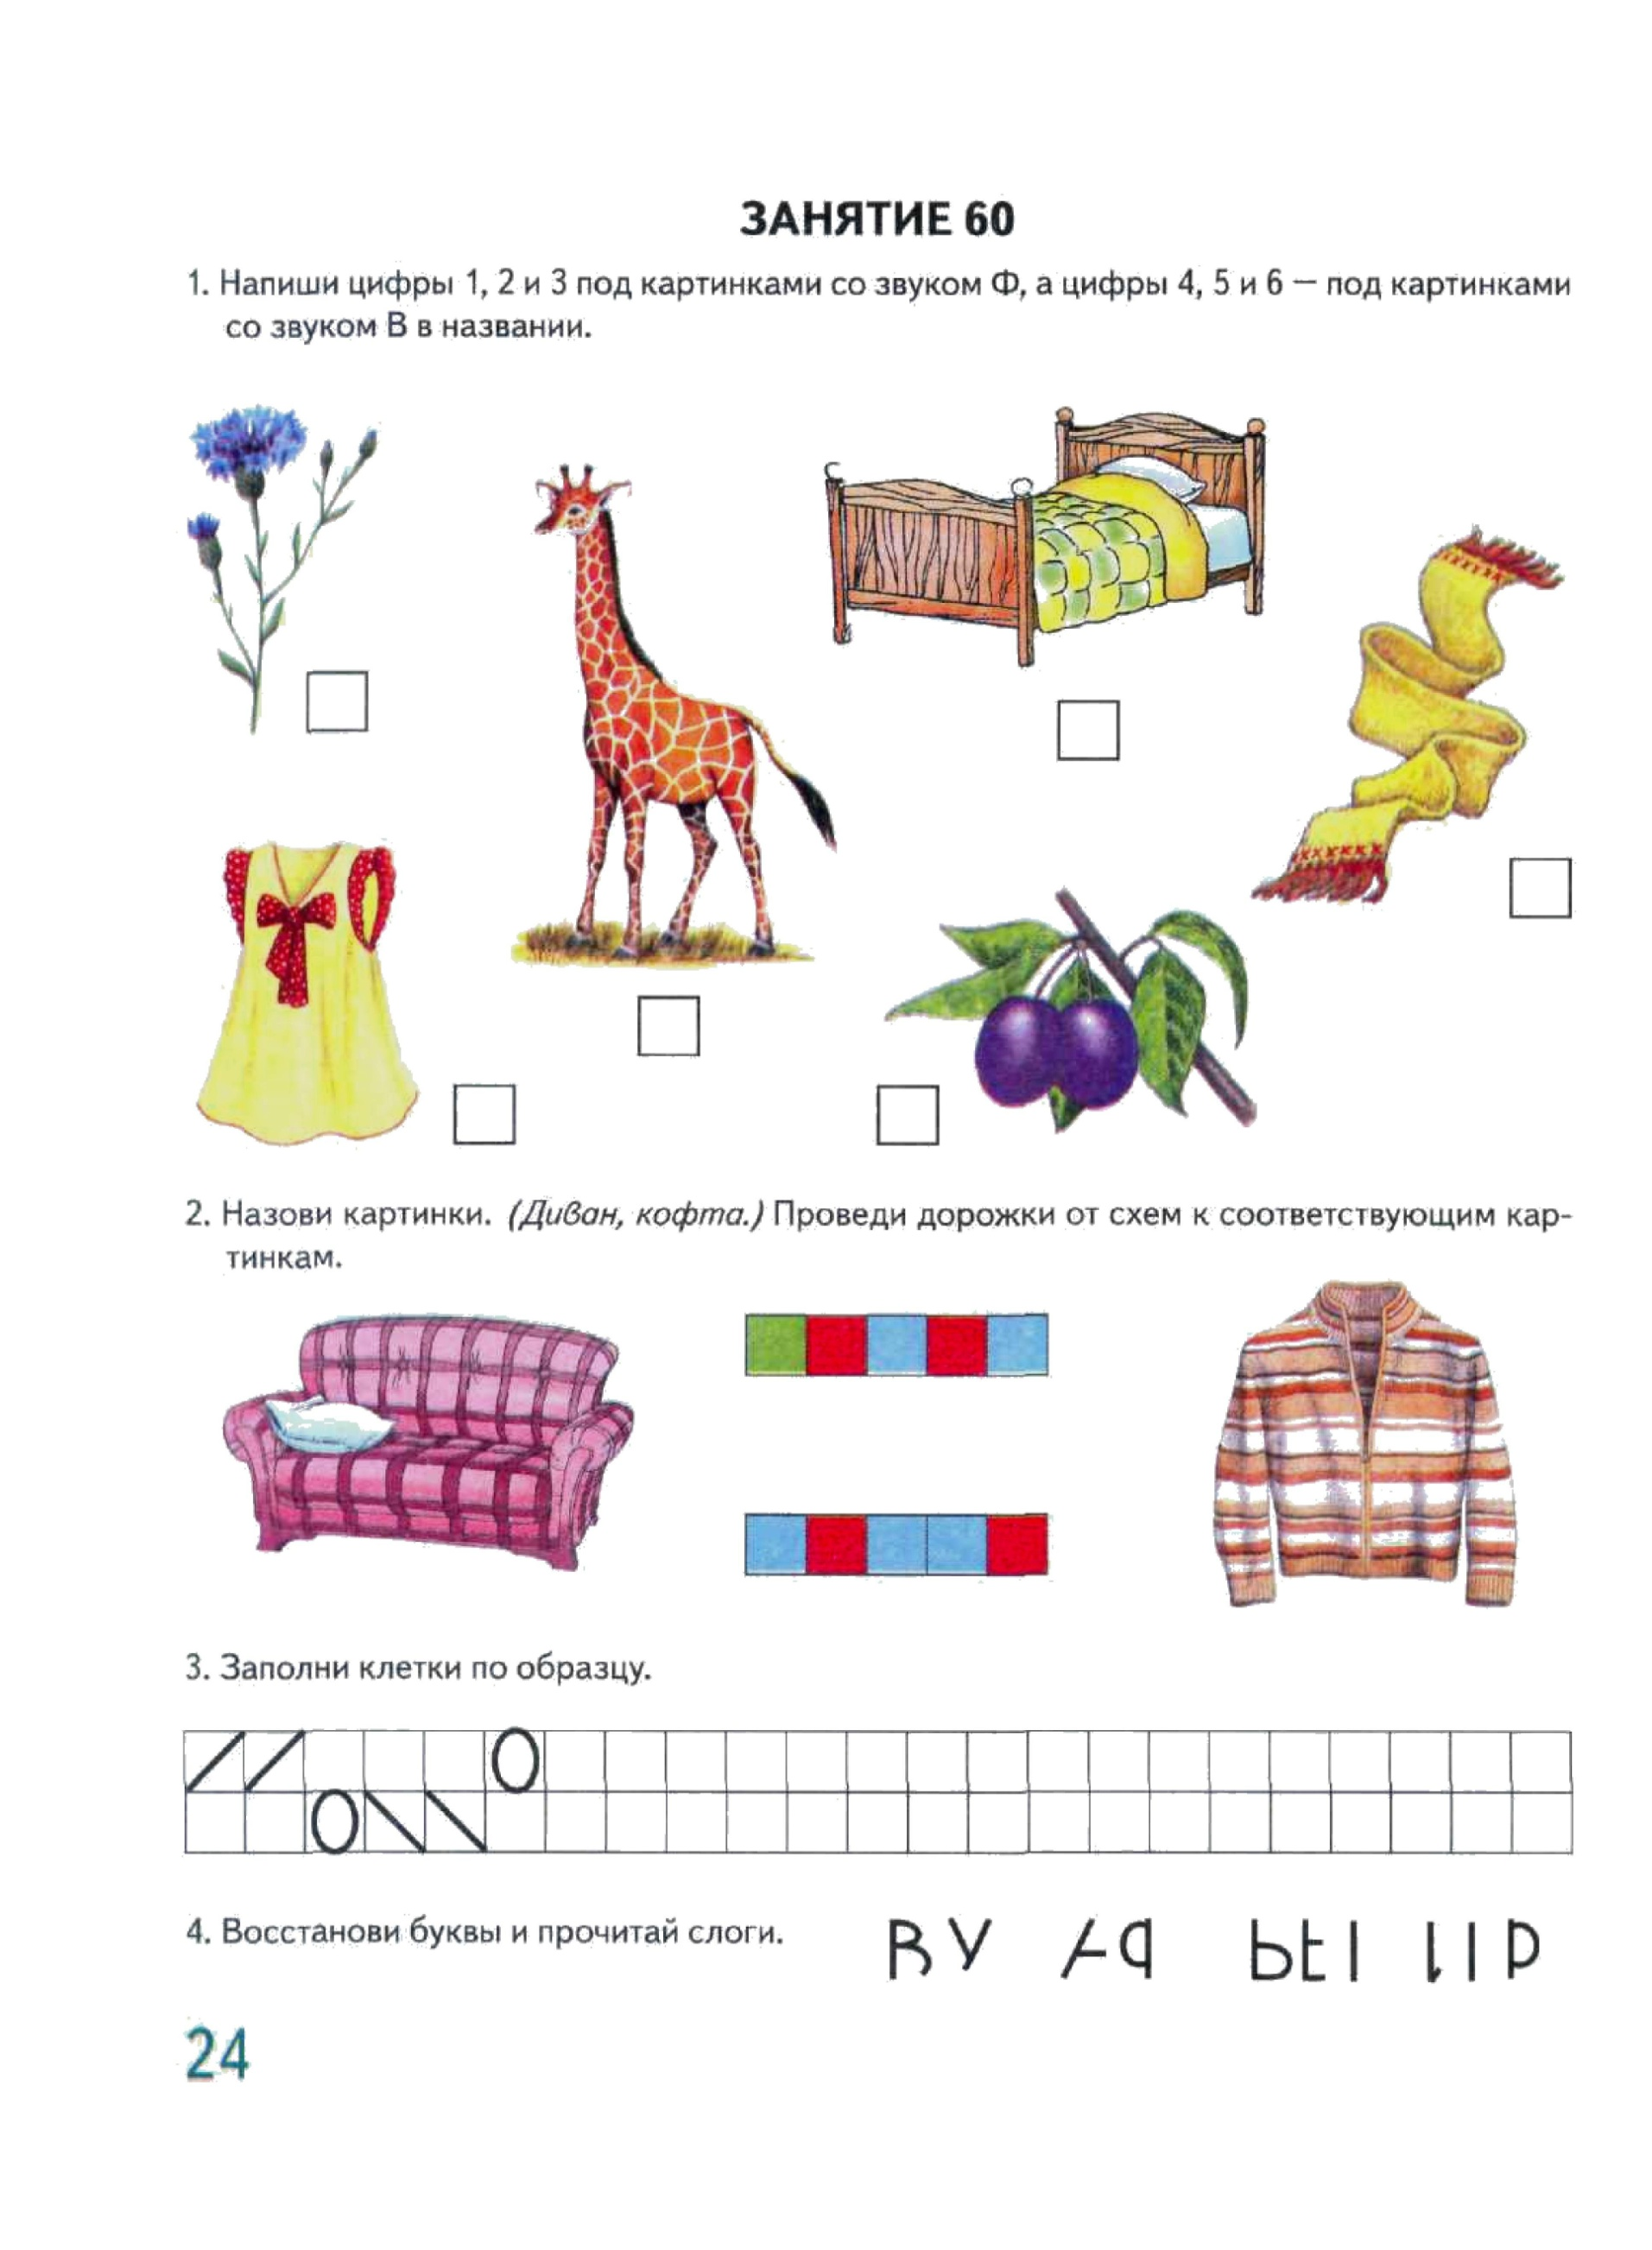 ЗАНЯТИЕ 60
1. Напиши цифры 1, 2 и 3 под картинками со звуком Ф, а цифры 4, 5 и 6 — под картинками
со звуком В в названии.
2. Назови картинки. (Диван, кофта.) Проведи дорожки от схем к соответствующим кар-
тинкам.
3. Заполни клетки по образцу.
4. Восстанови буквы и прочитай слоги.
24